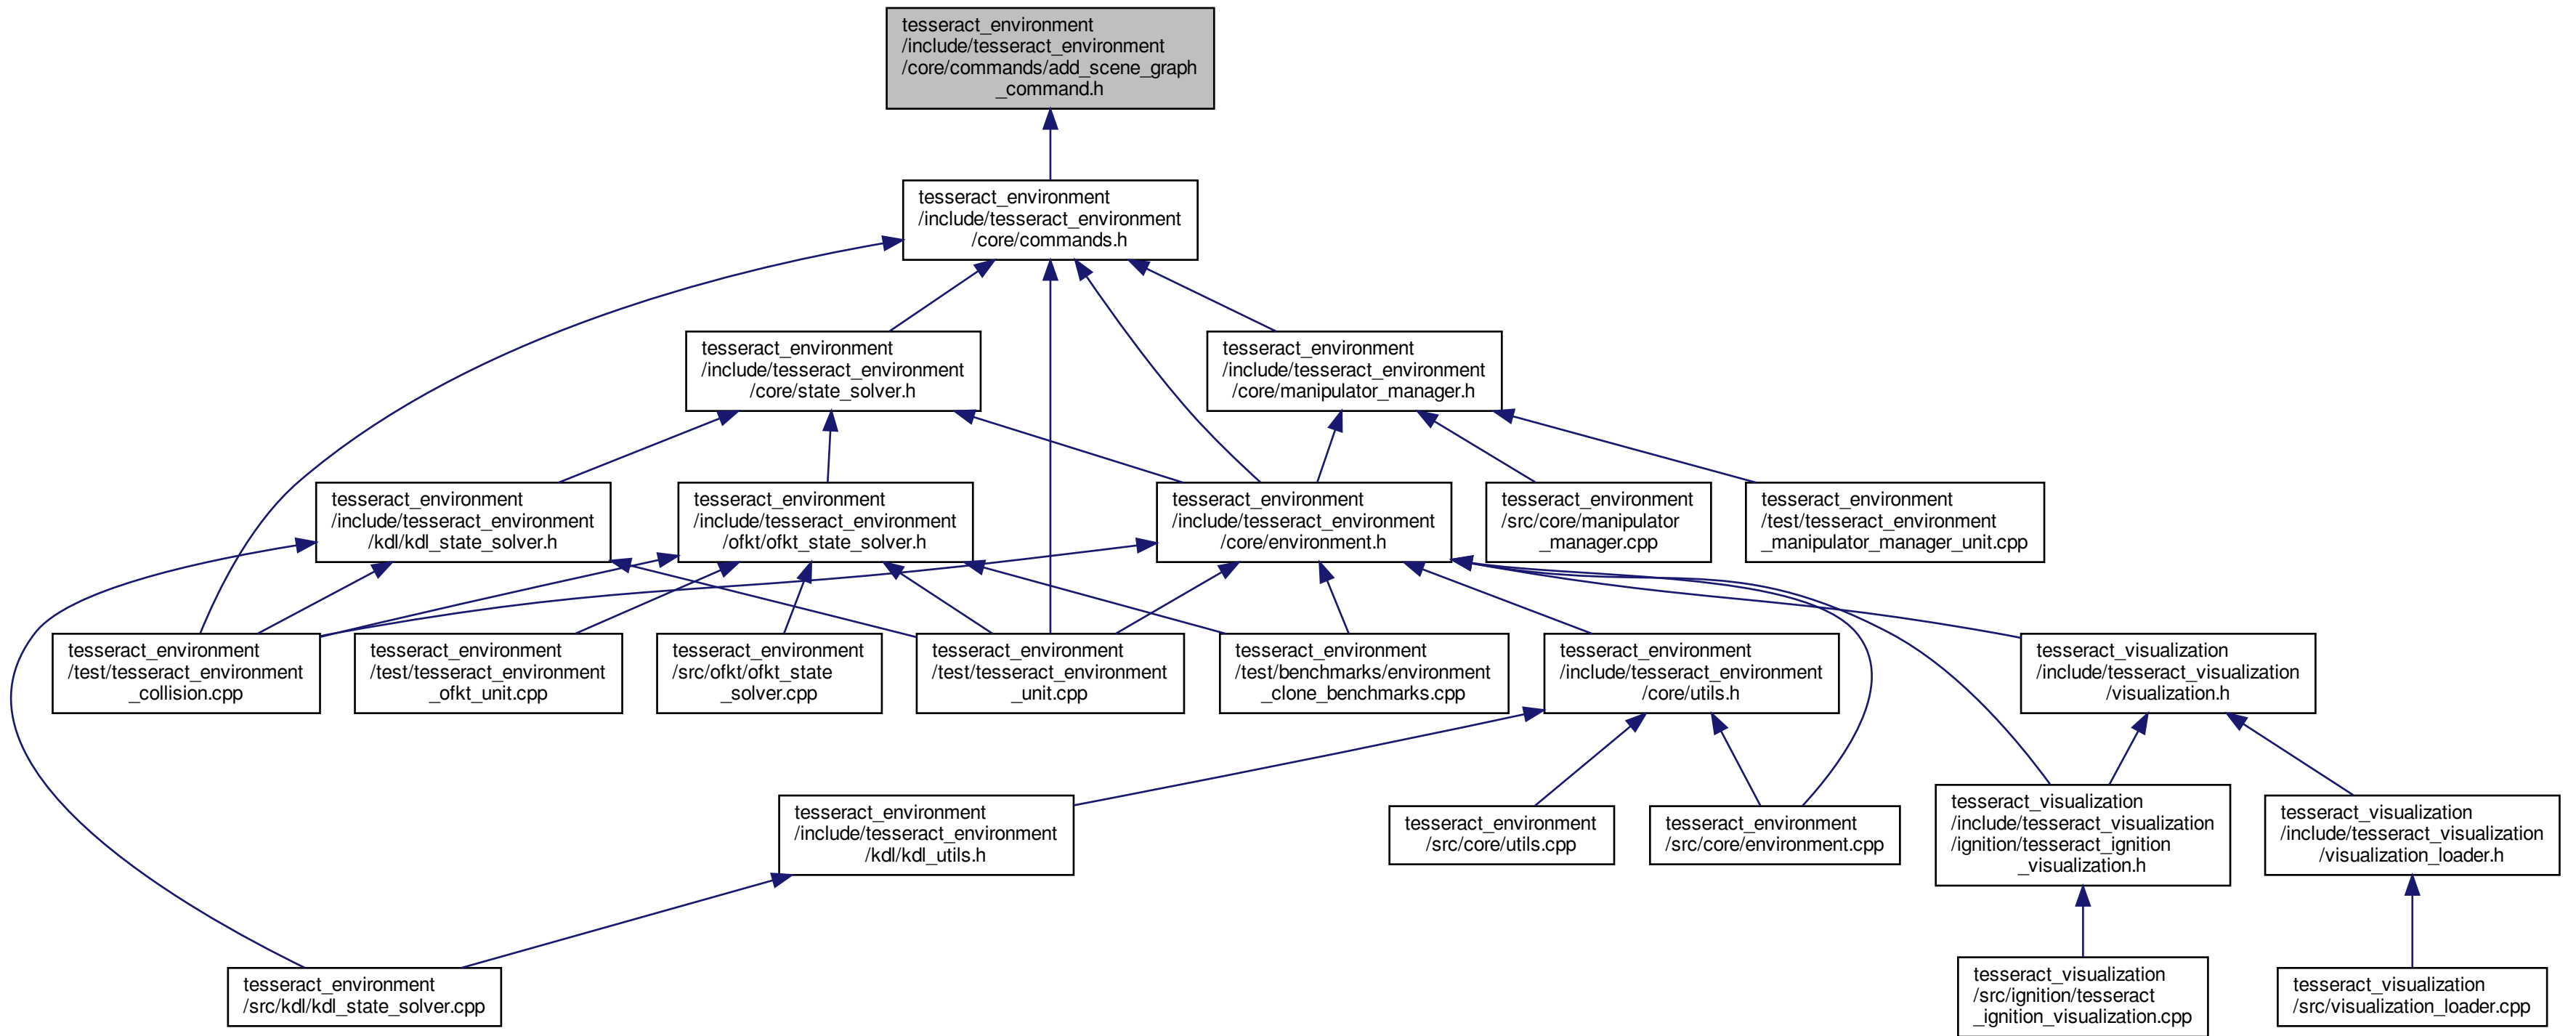 tesseract_environment
/include/tesseract_environment
/core/commands/add_scene_graph
_command.h
tesseract_environment
/include/tesseract_environment
/core/commands.h
tesseract_environment
/include/tesseract_environment
/core/state_solver.h
tesseract_environment
/include/tesseract_environment
/core/manipulator_manager.h
tesseract_environment
/include/tesseract_environment
/kdl/kdl_state_solver.h
tesseract_environment
/include/tesseract_environment
/ofkt/ofkt_state_solver.h
tesseract_environment
/include/tesseract_environment
/core/environment.h
tesseract_environment
/src/core/manipulator
_manager.cpp
tesseract_environment
/test/tesseract_environment
_manipulator_manager_unit.cpp
tesseract_environment
/test/tesseract_environment
_collision.cpp
tesseract_environment
/test/tesseract_environment
_ofkt_unit.cpp
tesseract_environment
/src/ofkt/ofkt_state
_solver.cpp
tesseract_environment
/test/tesseract_environment
_unit.cpp
tesseract_environment
/test/benchmarks/environment
_clone_benchmarks.cpp
tesseract_environment
/include/tesseract_environment
/core/utils.h
tesseract_visualization
/include/tesseract_visualization
/visualization.h
tesseract_environment
/include/tesseract_environment
/kdl/kdl_utils.h
tesseract_environment
/src/core/utils.cpp
tesseract_environment
/src/core/environment.cpp
tesseract_visualization
/include/tesseract_visualization
/ignition/tesseract_ignition
_visualization.h
tesseract_visualization
/include/tesseract_visualization
/visualization_loader.h
tesseract_environment
/src/kdl/kdl_state_solver.cpp
tesseract_visualization
/src/ignition/tesseract
_ignition_visualization.cpp
tesseract_visualization
/src/visualization_loader.cpp